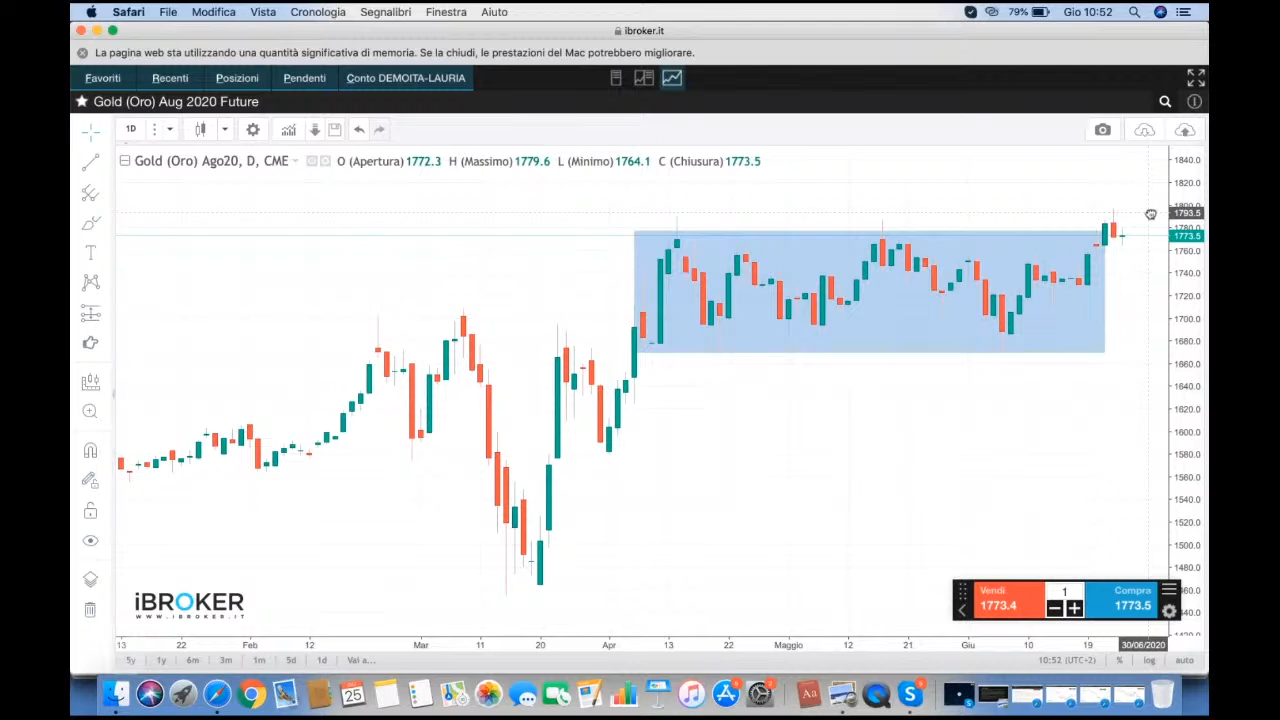 Safari File Modifica Vista Cronologia Segnalibri Finestra Aiuto 79% Gio 10:52
ibroker.it
La pagina web sta utilizzando una quantità significativa di memoria. Se la chiudi, le prestazioni del Mac potrebbero migliorare.
Favoriti Recenti Posizioni Pendenti Conto DEMOITA-LAURIA
Gold (Oro) Aug 2020 Future
1D
Gold (Oro) Ago20, D, CME O (Apertura) 1772.3 H (Massimo) 1779.6 L (Minimo) 1764.1 C (Chiusura) 1773.5
1840.0
1820.0
1800.0
1793.5
1780.0
1773.5
1760.0
1740.0
1720.0
1700.0
1680.0
1660.0
1640.0
1620.0
1600.0
1580.0
1560.0
1540.0
1520.0
1500.0
1480.0
T
Vendi 1 Compra
1773.4 1773.5
iBROKER
WWW.IBROKER.IT
1440.0
13 22 Feb 12 Mar 11 20 Apr 13 22 Maggio 12 21 Giu 10 19 30/06/2020
5y 1y 6m 3m 1m 5d 1d Vai a... 10:52 (UTC-2) % log auto
25 Aa